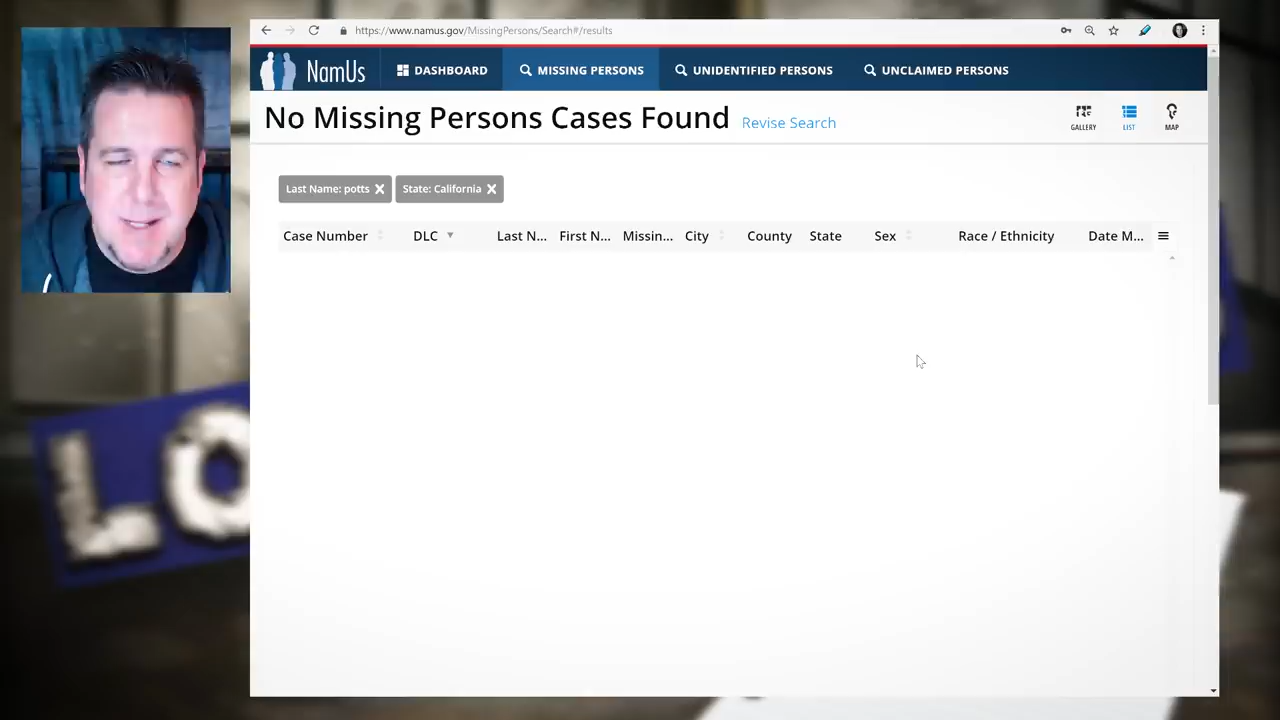 https://www.namus.gov/MissingPersons/Search#/results
NamUs DASHBOARD MISSING PERSONS UNIDENTIFIED PERSONS UNCLAIMED PERSONS
No Missing Persons Cases Found Revise Search
GALLERY LIST MAP
Last Name: potts State: California
Case Number DLC Last N... First N... Missin... City County State Sex Race / Ethnicity Date M...
LO